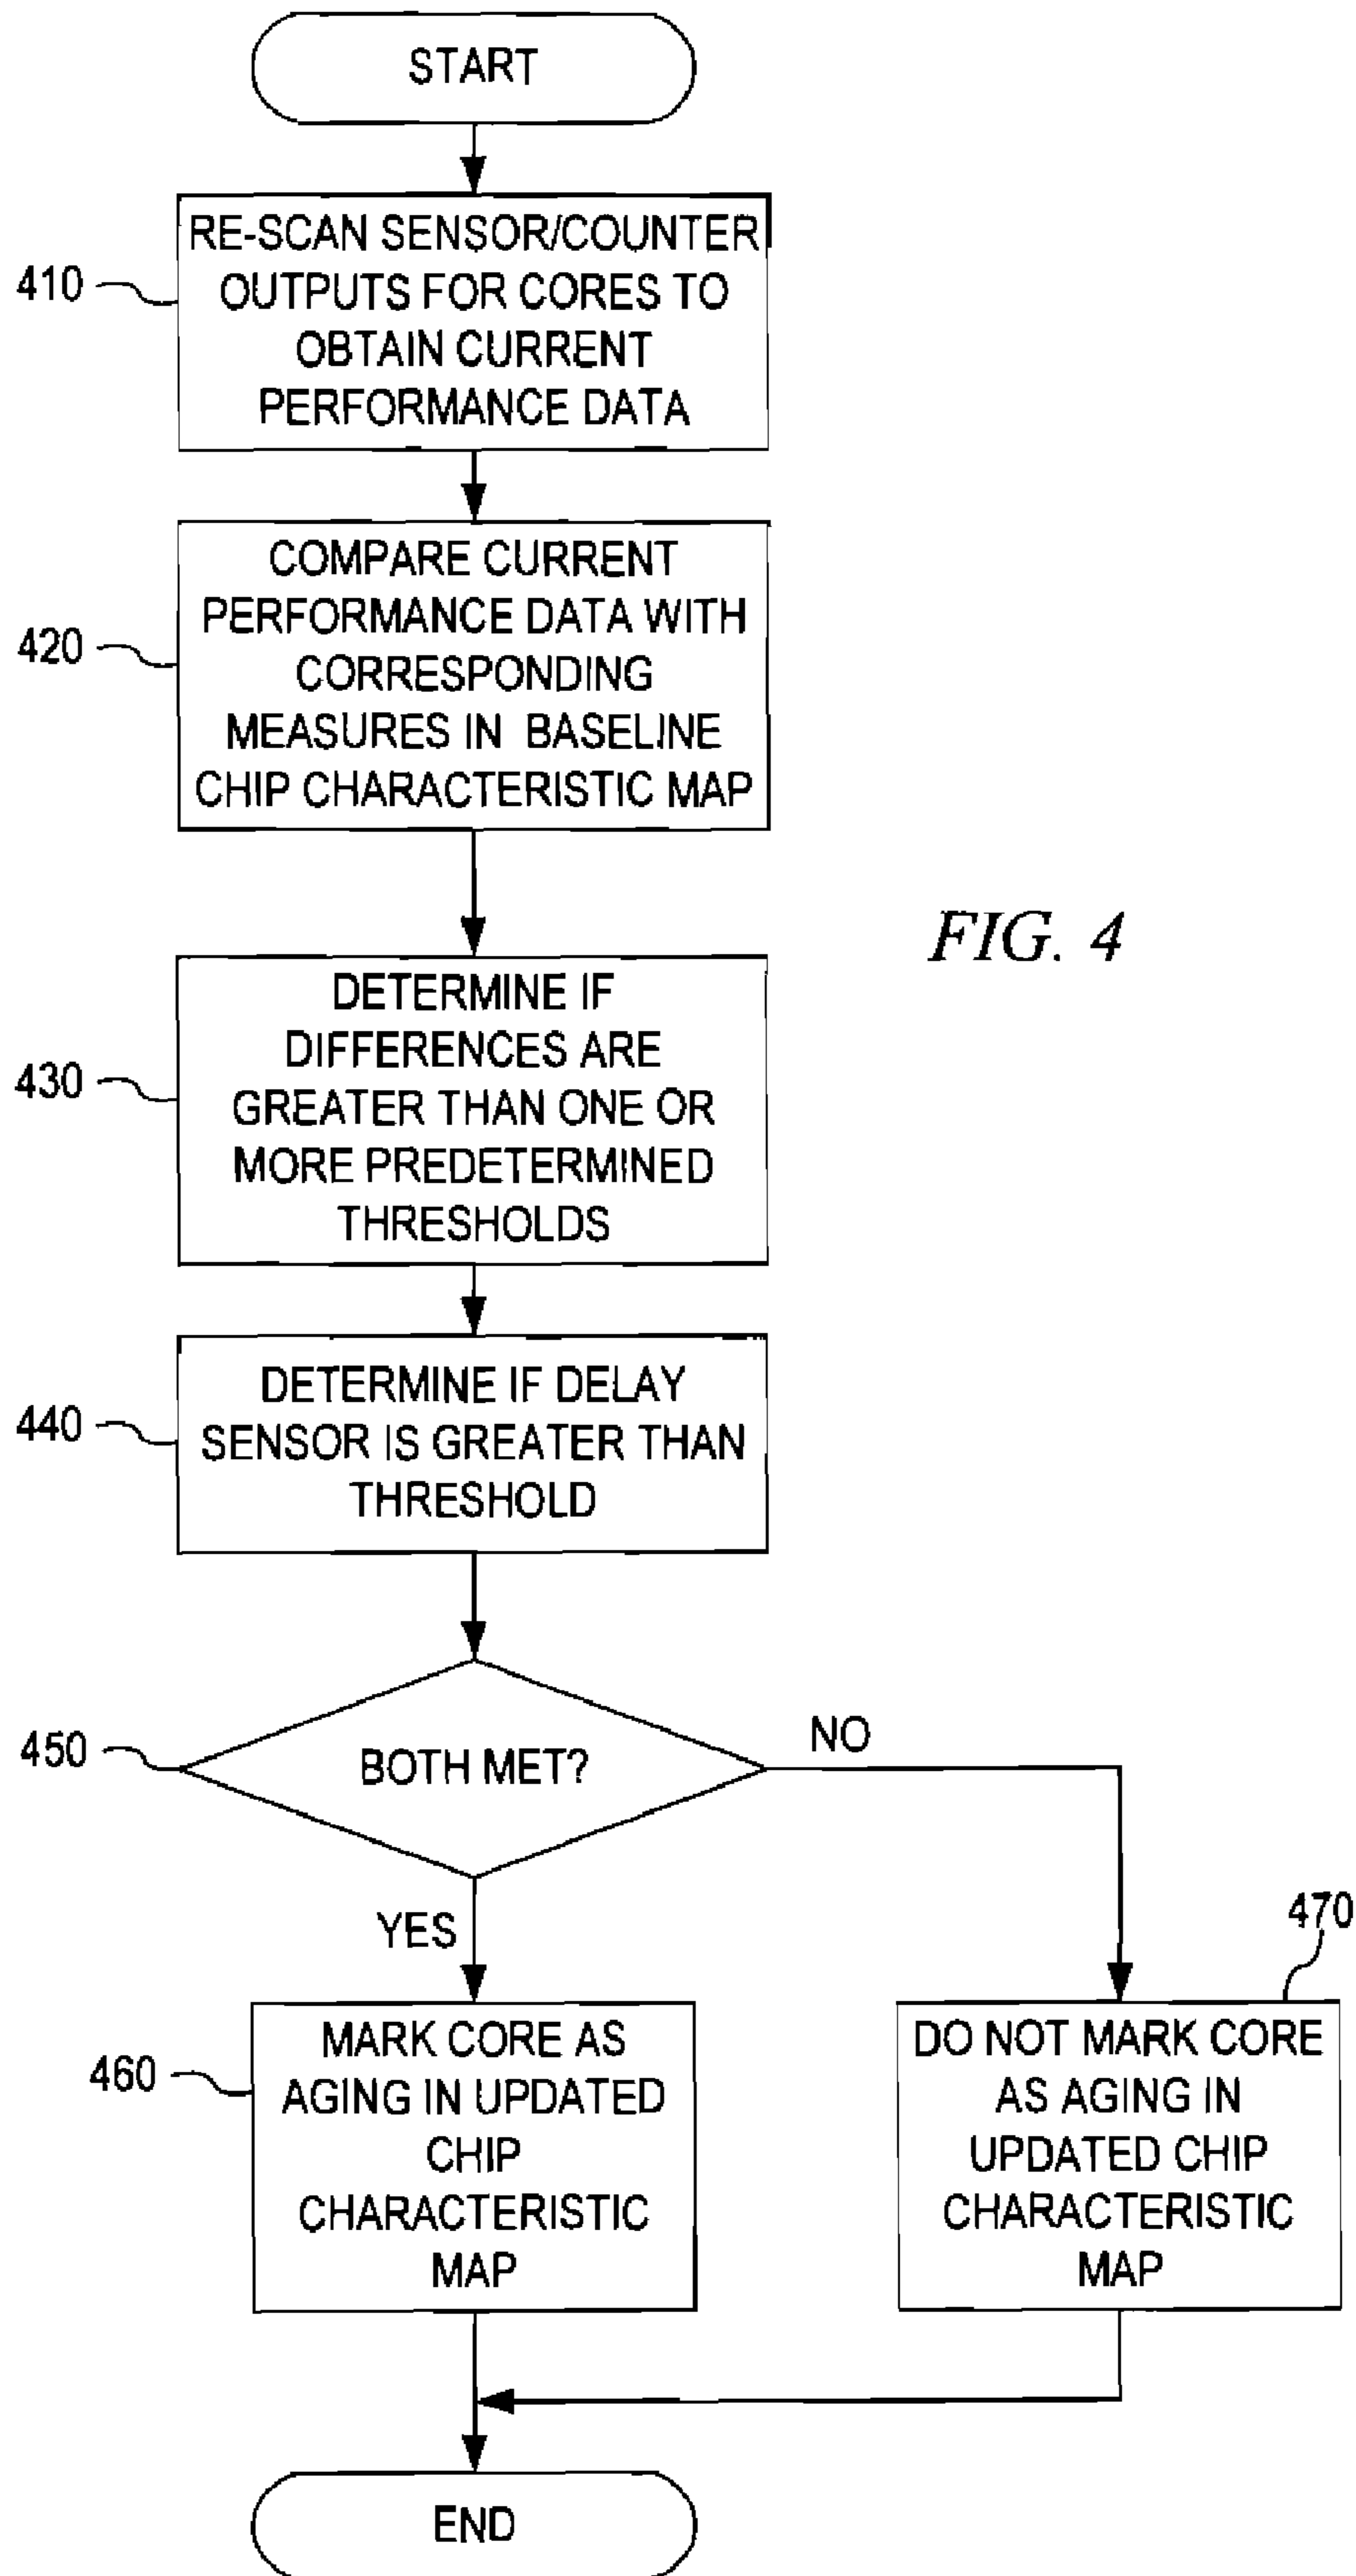 START
410
RE-SCAN SENSOR/COUNTER
OUTPUTS FOR CORES TO
OBTAIN CURRENT
PERFORMANCE DATA
420
COMPARE CURRENT
PERFORMANCE DATA WITH
CORRESPONDING
MEASURES IN BASELINE
CHIP CHARACTERISTIC MAP
FIG. 4
430
DETERMINE IF
DIFFERENCES ARE
GREATER THAN ONE OR
MORE PREDETERMINED
THRESHOLDS
440
DETERMINE IF DELAY
SENSOR IS GREATER THAN
THRESHOLD
450
BOTH MET?
NO
YES
460
MARK CORE AS
AGING IN UPDATED
CHIP
CHARACTERISTIC
MAP
470
DO NOT MARK CORE
AS AGING IN
UPDATED CHIP
CHARACTERISTIC
MAP
END